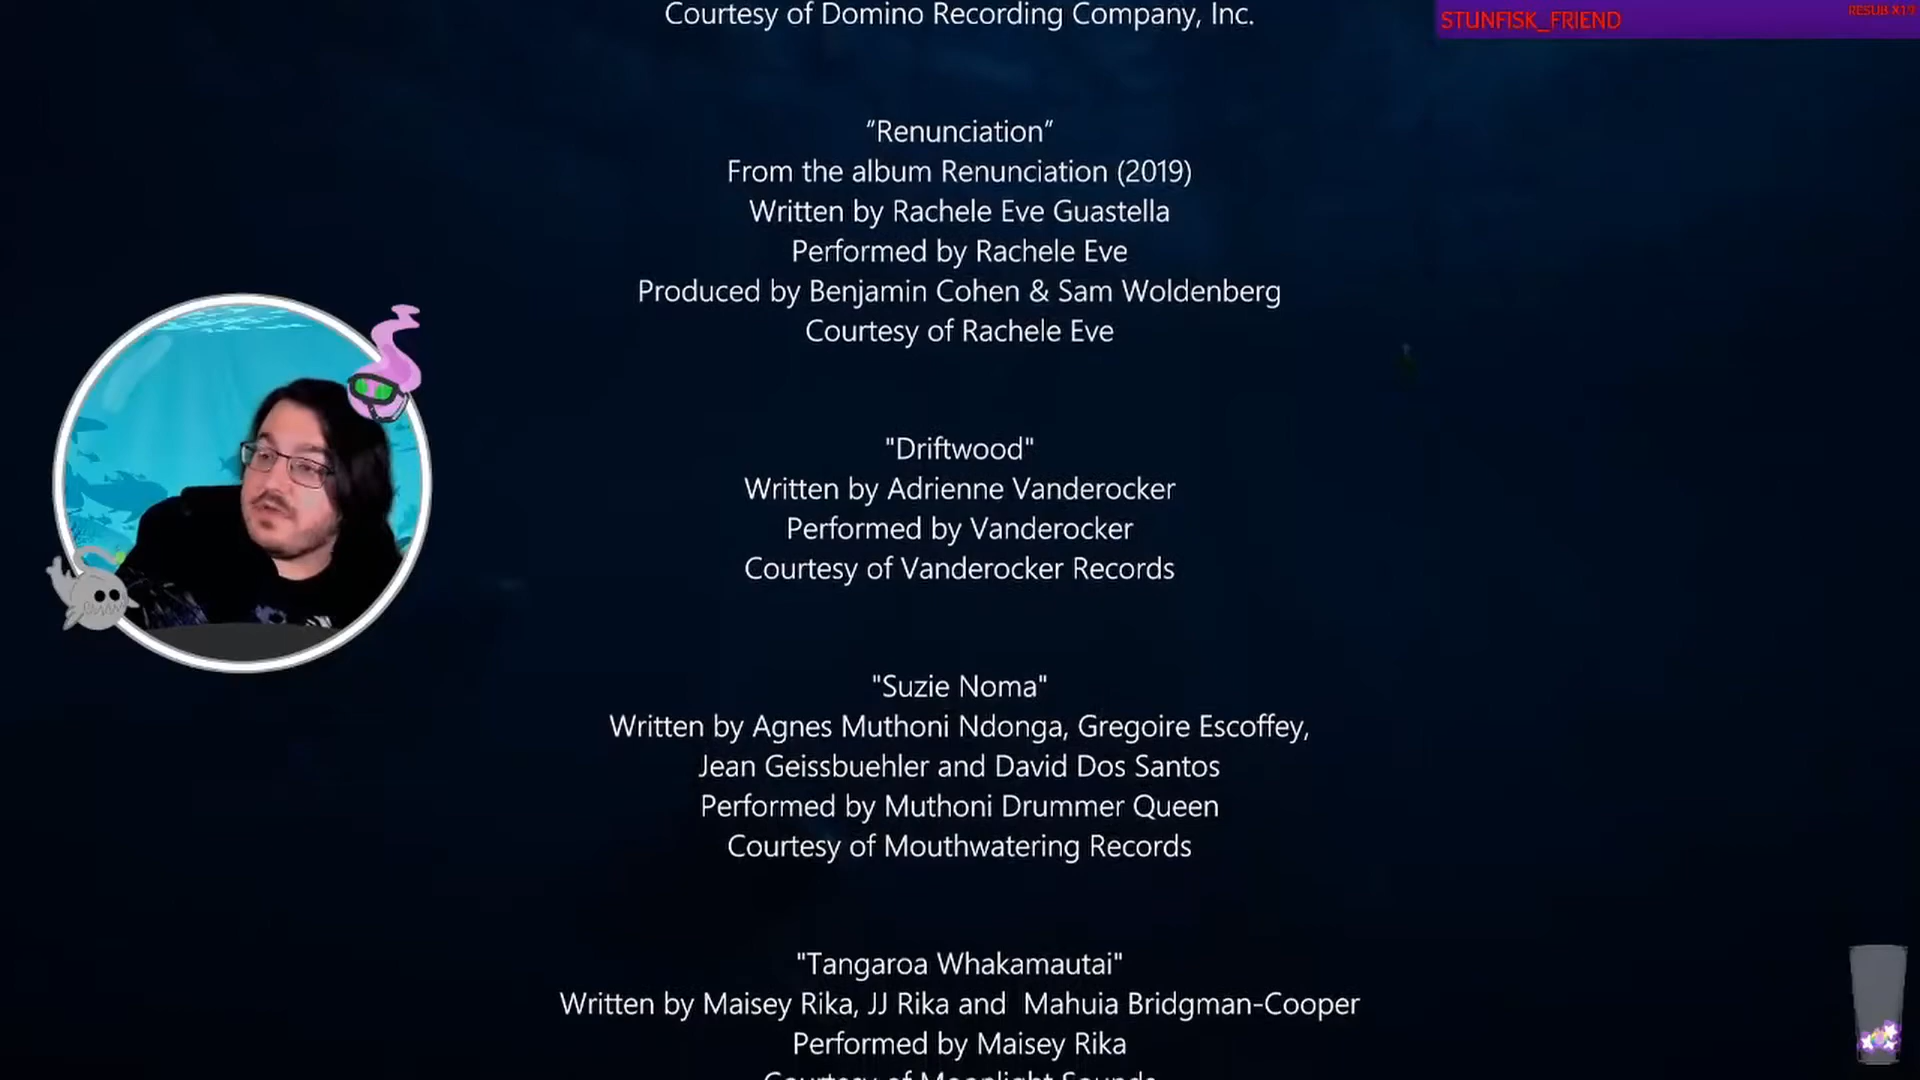 Courtesy of Domino Recording Company, Inc.
STUNFISK_FRIEND
“Renunciation”
From the album Renunciation (2019)
Written by Rachele Eve Guastella
Performed by Rachele Eve
Produced by Benjamin Cohen & Sam Woldenberg
Courtesy of Rachele Eve
"Driftwood"
Written by Adrienne Vanderocker
Performed by Vanderocker
Courtesy of Vanderocker Records
"Suzie Noma"
Written by Agnes Muthoni Ndonga, Gregoire Escoffey,
Jean Geissbuehler and David Dos Santos
Performed by Muthoni Drummer Queen
Courtesy of Mouthwatering Records
"Tangaroa Whakamautai"
Written by Maisey Rika, JJ Rika and Mahuia Bridgman-Cooper
Performed by Maisey Rika
Courtesy of Moonlight Sounds